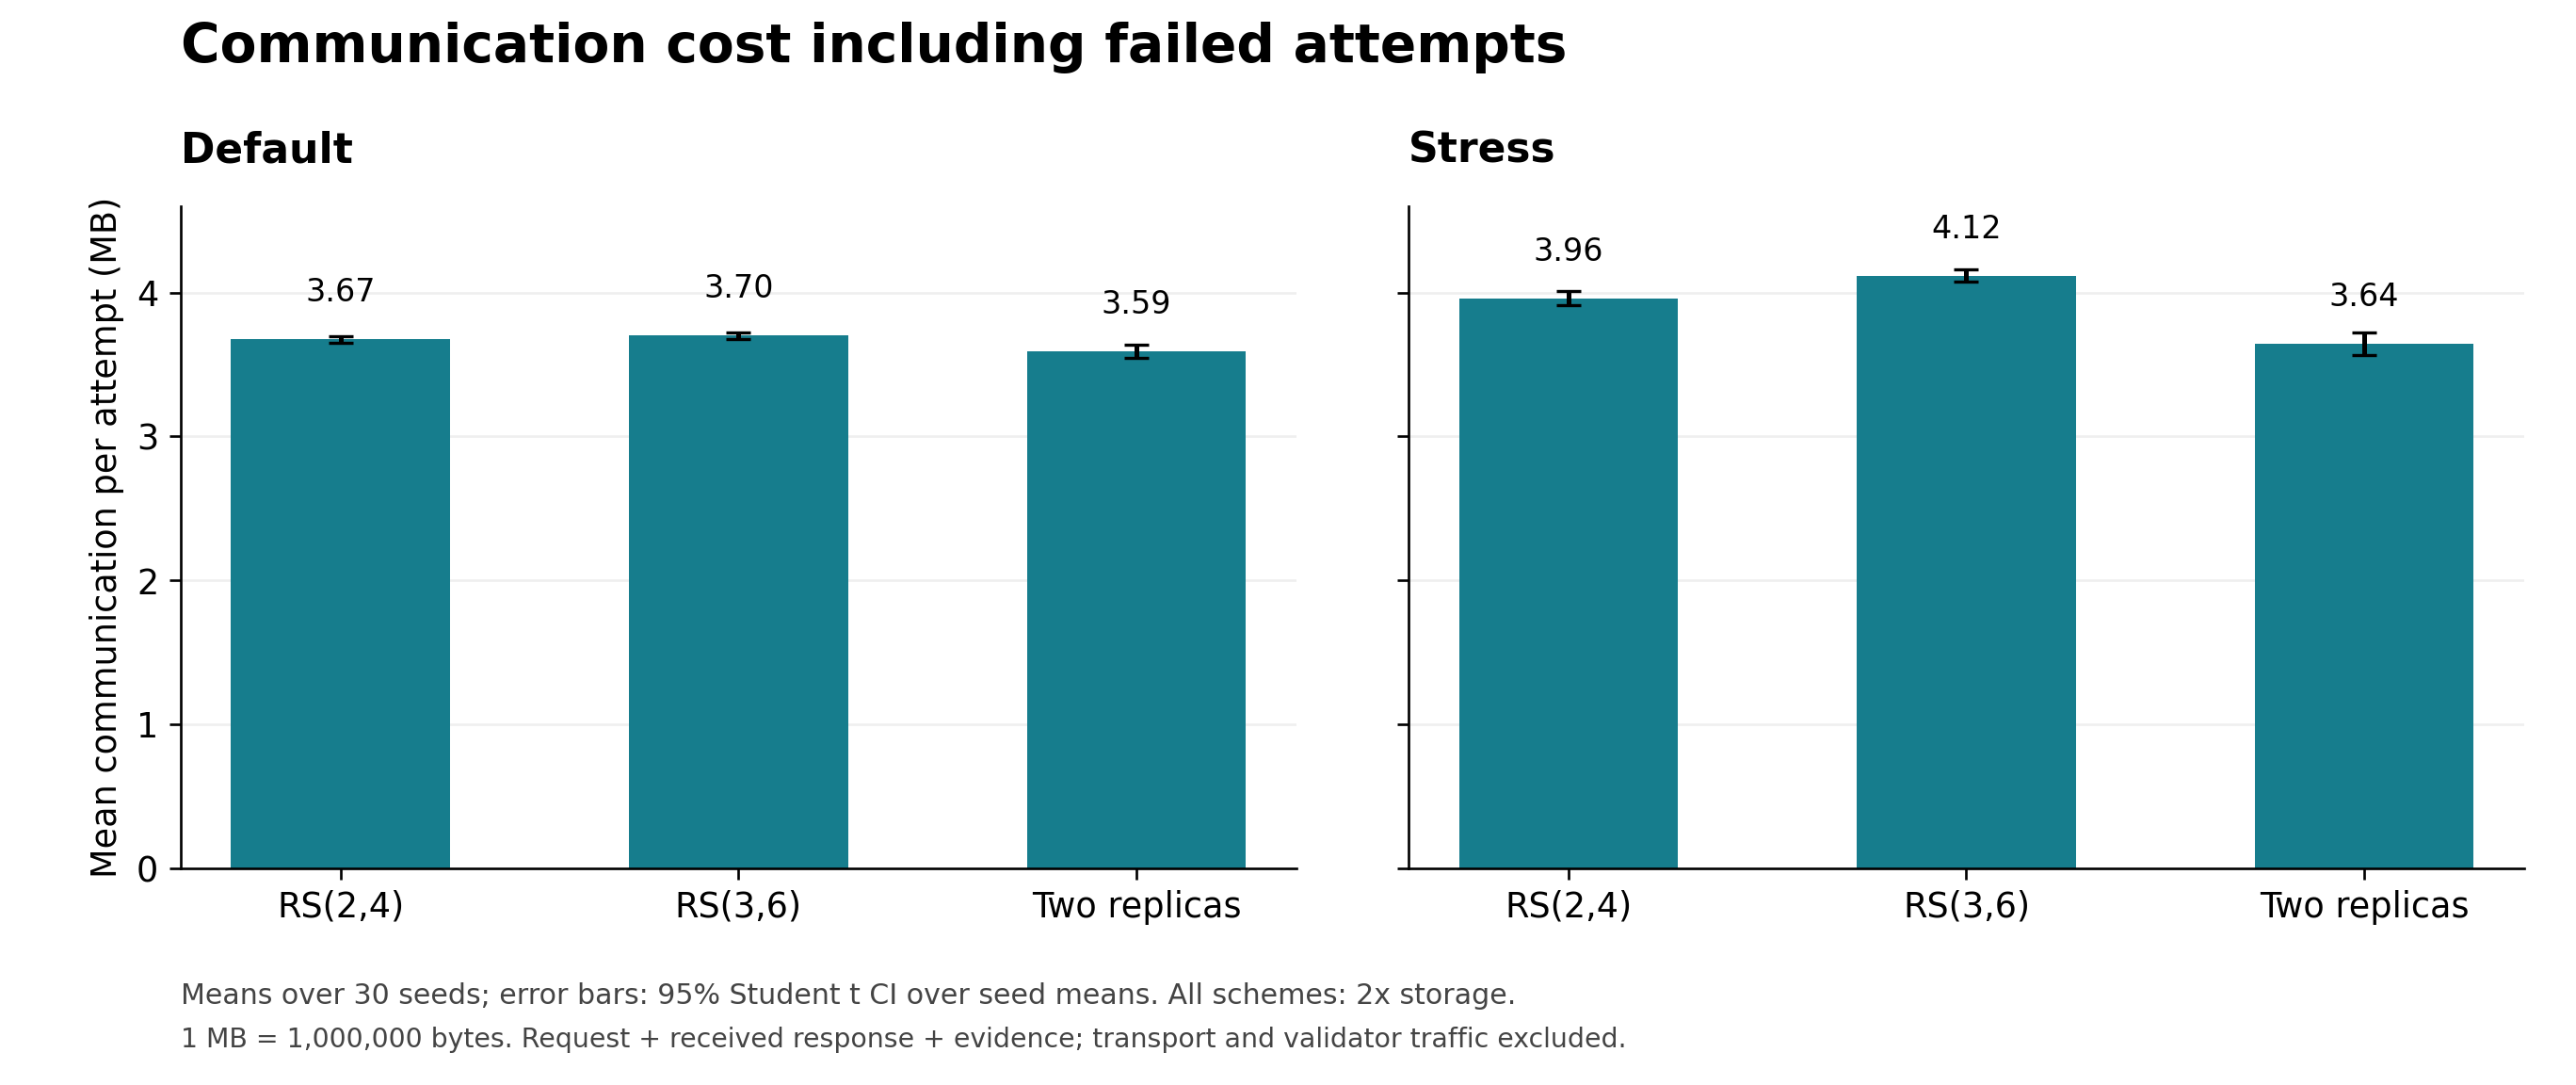 Communication cost including failed attempts
Default
Mean communication per attempt (MB)
4
3
2
1
0
3.67
3.70
3.59
RS(2,4)
RS(3,6)
Two replicas
Stress
3.96
4.12
3.64
RS(2,4)
RS(3,6)
Two replicas
Means over 30 seeds; error bars: 95% Student t CI over seed means. All schemes: 2x storage.
1 MB = 1,000,000 bytes. Request + received response + evidence; transport and validator traffic excluded.